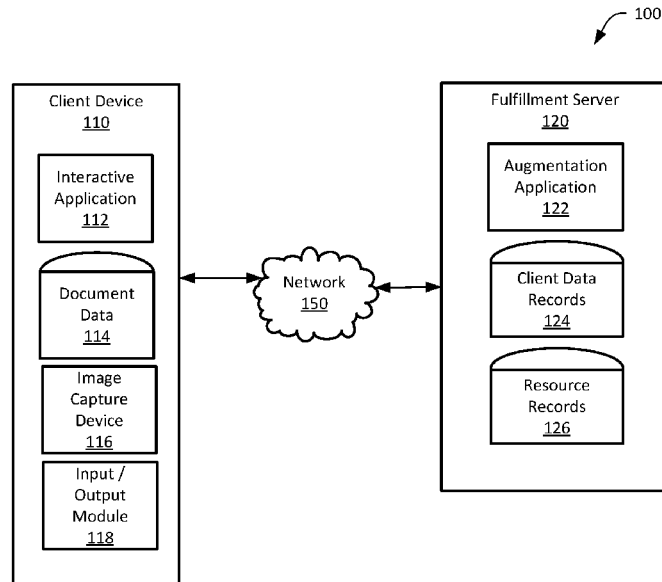 100
Client Device
110
Interactive
Application
112
Document
Data
114
Image
Capture
Device
116
Input /
Output
Module
118
Network
150
Fulfillment Server
120
Augmentation
Application
122
Client Data
Records
124
Resource
Records
126